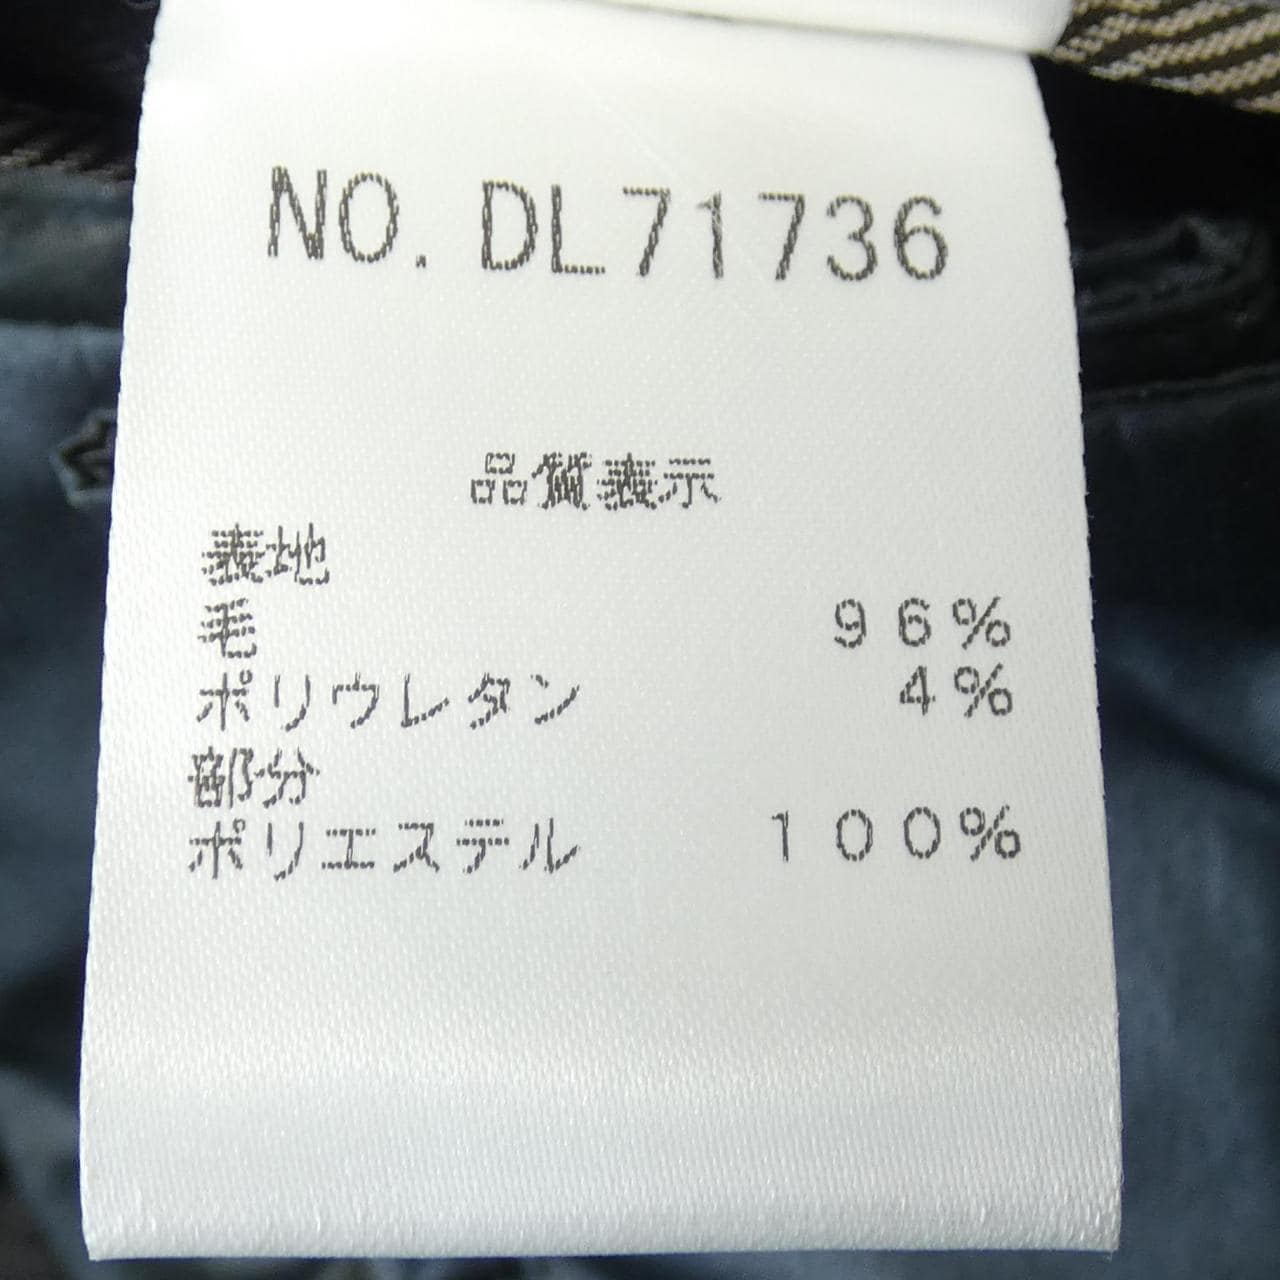 NO. DL71736
品質表示
表地
毛 96%
ポリウレタン 4%
部分
ポリエステル 100%